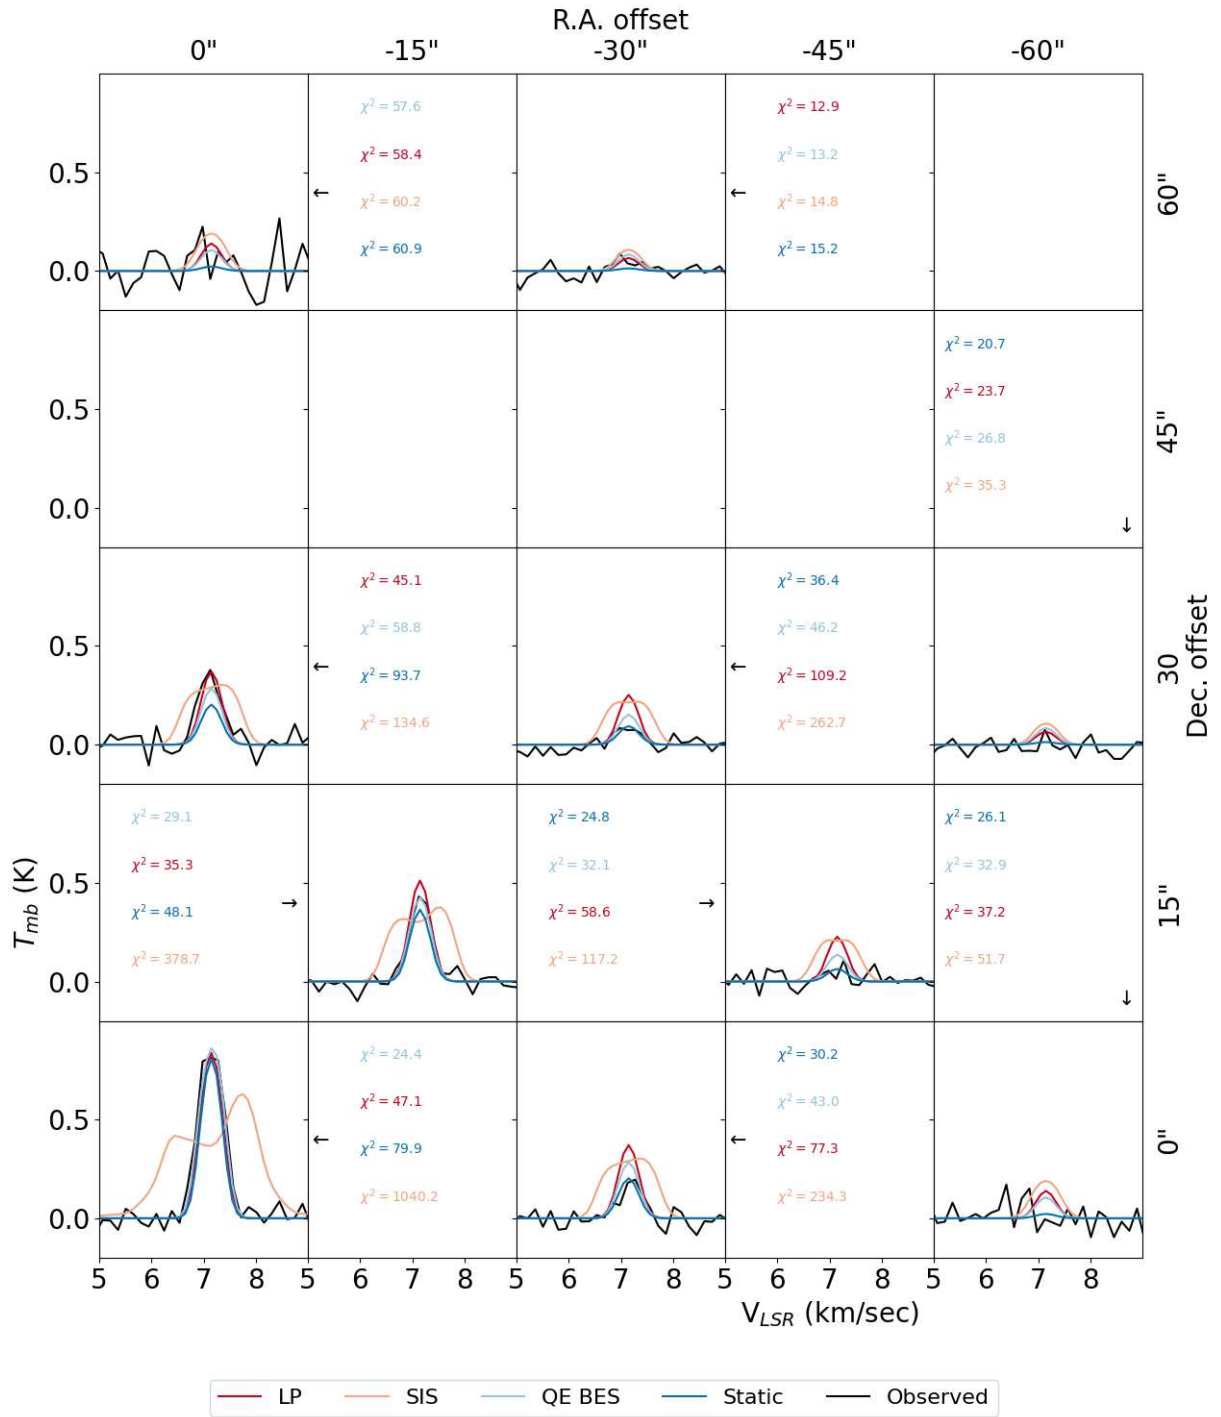 R.A. offset
0" -15" -30" -45" -60"
χ² = 57.6 χ² = 12.9
χ² = 58.4 χ² = 13.2
0.5 ← χ² = 60.2 ← χ² = 14.8 60"
χ² = 60.9 χ² = 15.2
0.0
χ² = 20.7
χ² = 23.7
0.5 χ² = 26.8 45"
χ² = 35.3
0.0 ↓
χ² = 45.1 χ² = 36.4
χ² = 58.8 χ² = 46.2
0.5 ← χ² = 93.7 ← χ² = 109.2 30
χ² = 134.6 χ² = 262.7
0.0
Dec. offset
χ² = 29.1 χ² = 24.8 χ² = 26.1
χ² = 35.3 χ² = 32.1 χ² = 32.9
0.5 χ² = 48.1 → χ² = 58.6 → χ² = 37.2 15"
χ² = 378.7 χ² = 117.2 χ² = 51.7
0.0 ↓
T_mb (K)
χ² = 24.4 χ² = 30.2
χ² = 47.1 χ² = 43.0
0.5 ← χ² = 79.9 ← χ² = 77.3 0"
χ² = 1040.2 χ² = 234.3
0.0
5 6 7 8 5 6 7 8 5 6 7 8 5 6 7 8 5 6 7 8
V_LSR (km/sec)
LP SIS QE BES Static Observed